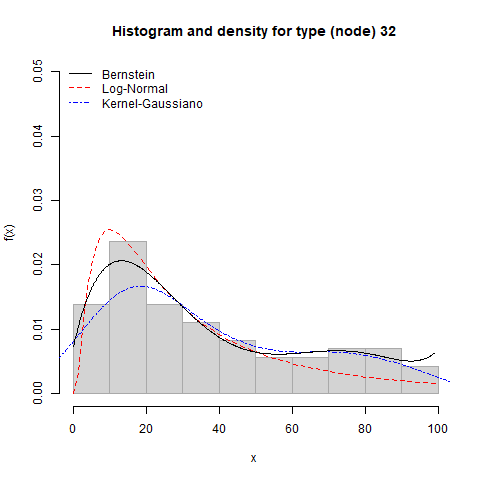 Histogram and density for type (node) 32
Bernstein
Log-Normal
Kernel-Gaussiano
f(x)
0.05
0.04
0.03
0.02
0.01
0.00
0 20 40 60 80 100
x